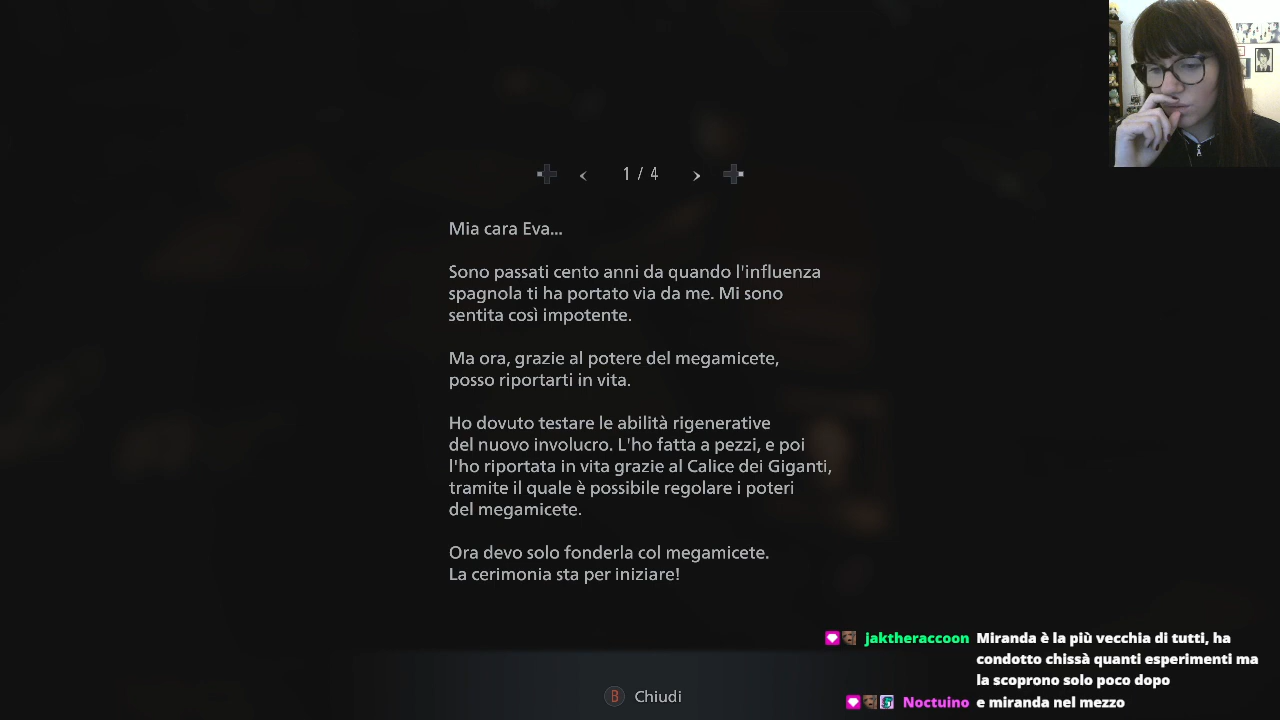 1 / 4
Mia cara Eva...
Sono passati cento anni da quando l'influenza
spagnola ti ha portato via da me. Mi sono
sentita così impotente.
Ma ora, grazie al potere del megamicete,
posso riportarti in vita.
Ho dovuto testare le abilità rigenerative
del nuovo involucro. L'ho fatta a pezzi, e poi
l'ho riportata in vita grazie al Calice dei Giganti,
tramite il quale è possibile regolare i poteri
del megamicete.
Ora devo solo fonderla col megamicete.
La cerimonia sta per iniziare!
jaktheraccoon Miranda è la più vecchia di tutti, ha
condotto chissà quanti esperimenti ma
la scoprono solo poco dopo
Noctuino e miranda nel mezzo
B Chiudi